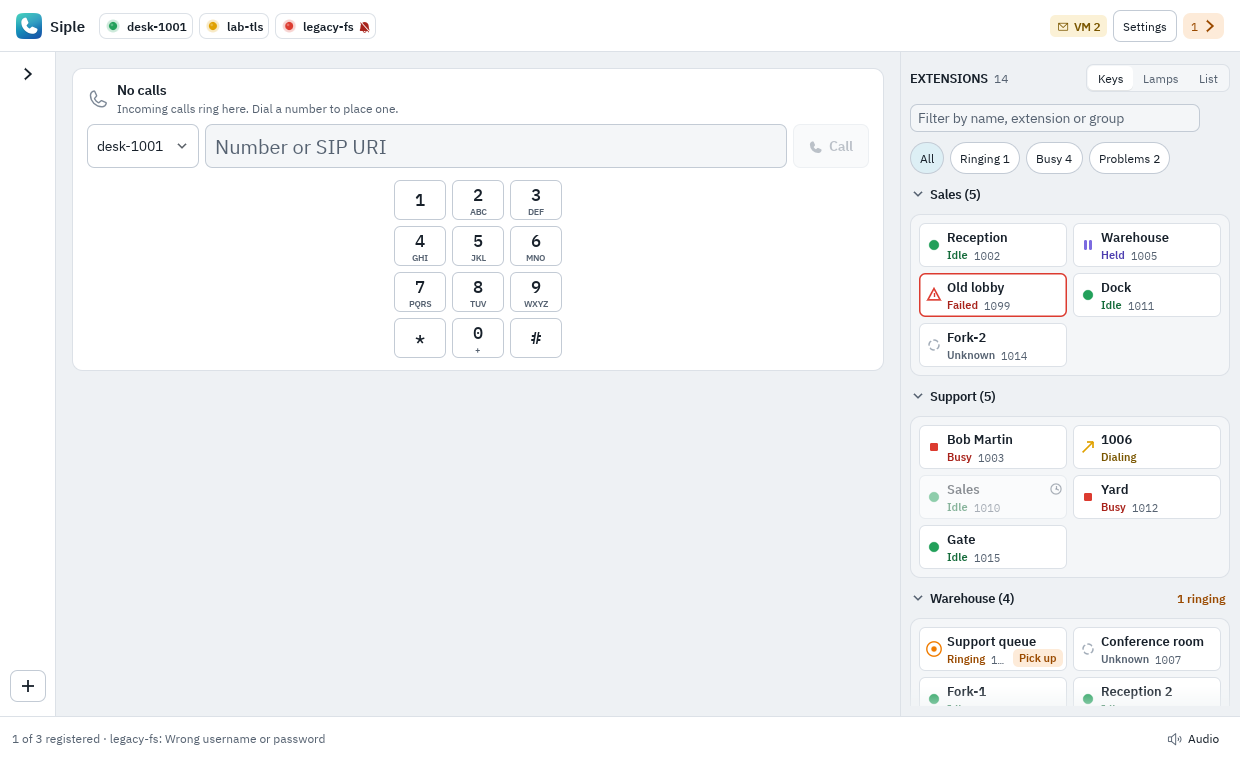 Siple
desk-1001
lab-tls
legacy-fs
VM 2
Settings
1
No calls
Incoming calls ring here. Dial a number to place one.
desk-1001
Number or SIP URI
Call
1
2
ABC
3
DEF
4
GHI
5
JKL
6
MNO
7
PQRS
8
TUV
9
WXYZ
*
0
+
#
EXTENSIONS 14
Keys
Lamps
List
Filter by name, extension or group
All
Ringing 1
Busy 4
Problems 2
Sales (5)
Reception
Idle 1002
Warehouse
Held 1005
Old lobby
Failed 1099
Dock
Idle 1011
Fork-2
Unknown 1014
Support (5)
Bob Martin
Busy 1003
1006
Dialing
Sales
Idle 1010
Yard
Busy 1012
Gate
Idle 1015
Warehouse (4)
1 ringing
Support queue
Ringing 1…
Pick up
Conference room
Unknown 1007
Fork-1
Reception 2
1 of 3 registered · legacy-fs: Wrong username or password
Audio